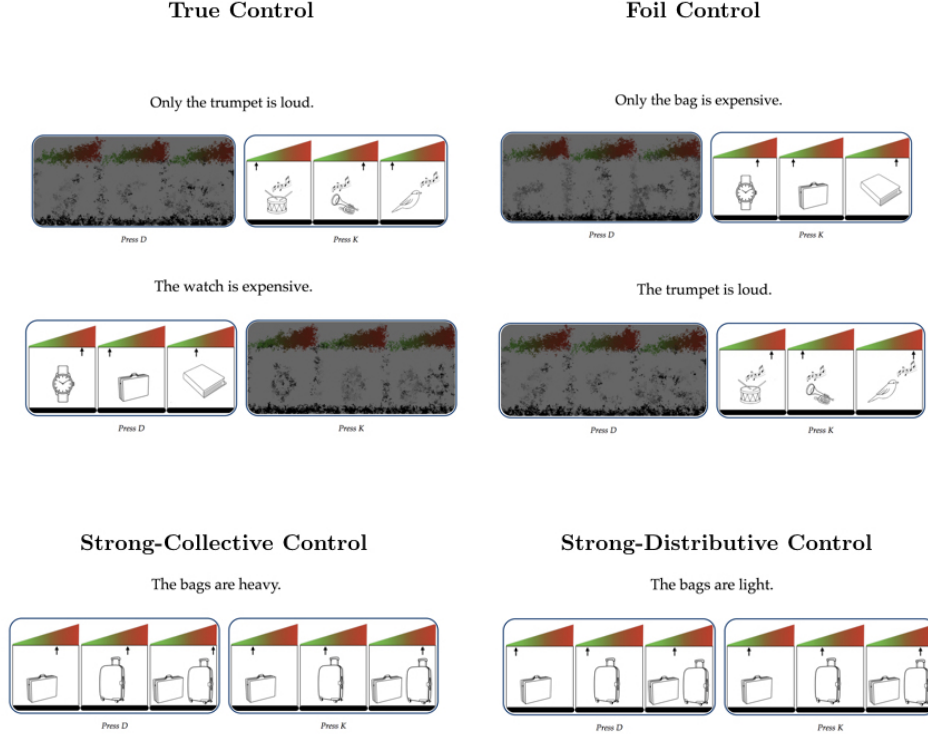 True Control
Foil Control
Only the trumpet is loud.
Only the bag is expensive.
Press D
Press K
Press D
Press K
The watch is expensive.
The trumpet is loud.
Press D
Press K
Press D
Press K
Strong-Collective Control
Strong-Distributive Control
The bags are heavy.
The bags are light.
Press D
Press K
Press D
Press K